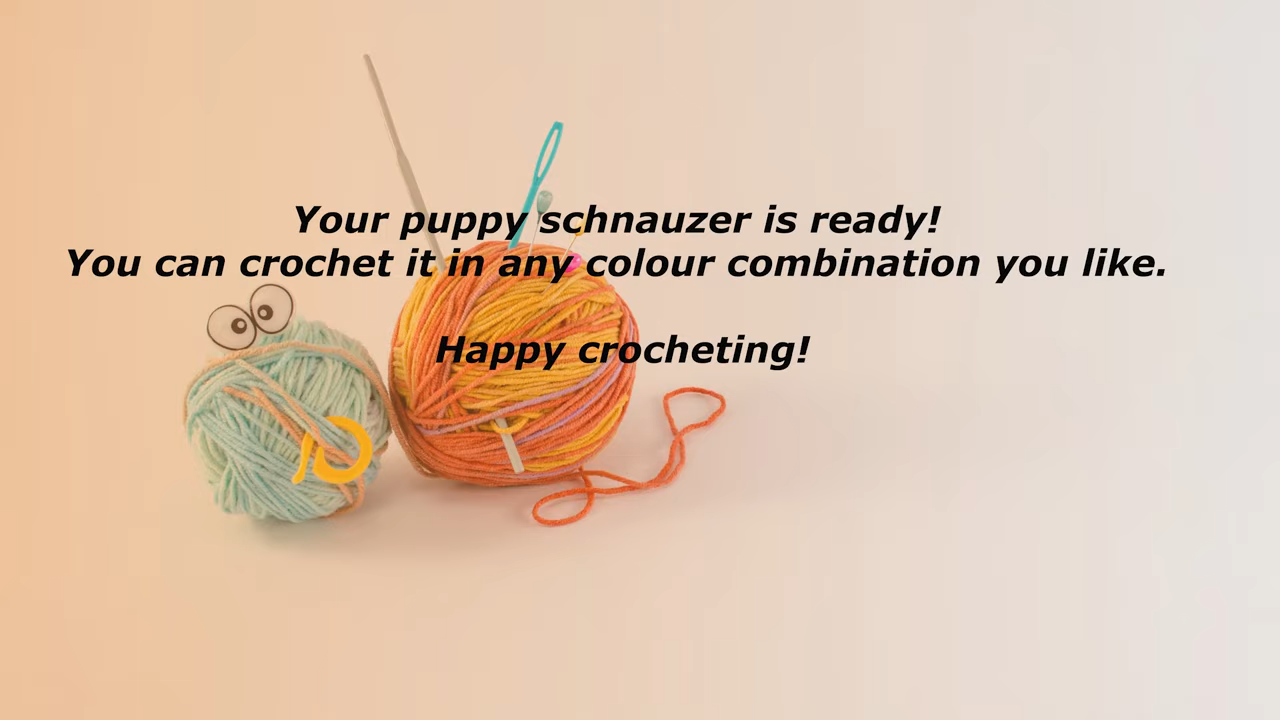 Your puppy schnauzer is ready!
You can crochet it in any colour combination you like.
Happy crocheting!